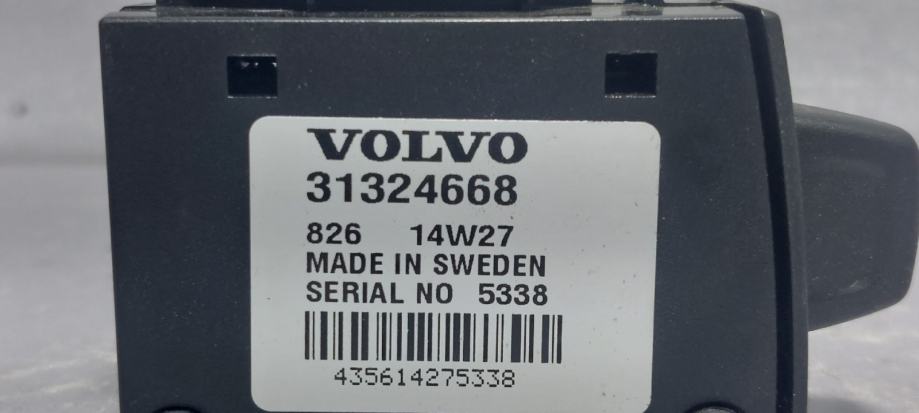 VOLVO
31324668
826 14W27
MADE IN SWEDEN
SERIAL NO 5338
435614275338